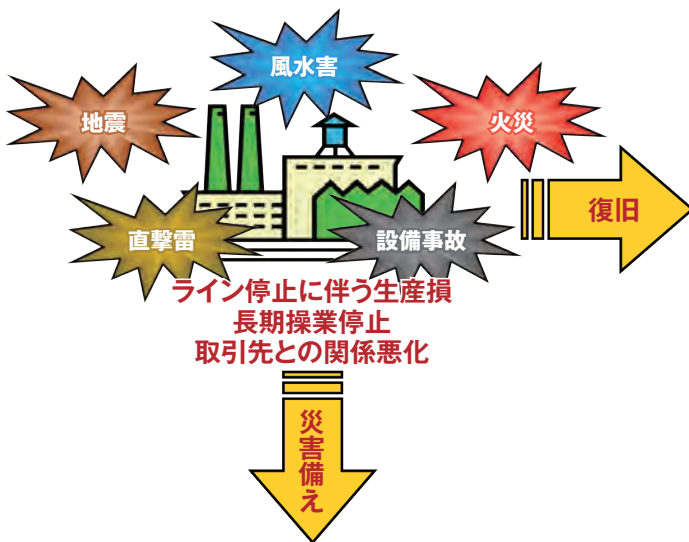 風水害
地震
火災
復旧
直撃雷
設備事故
ライン停止に伴う生産損
長期操業停止
取引先との関係悪化
災害備え